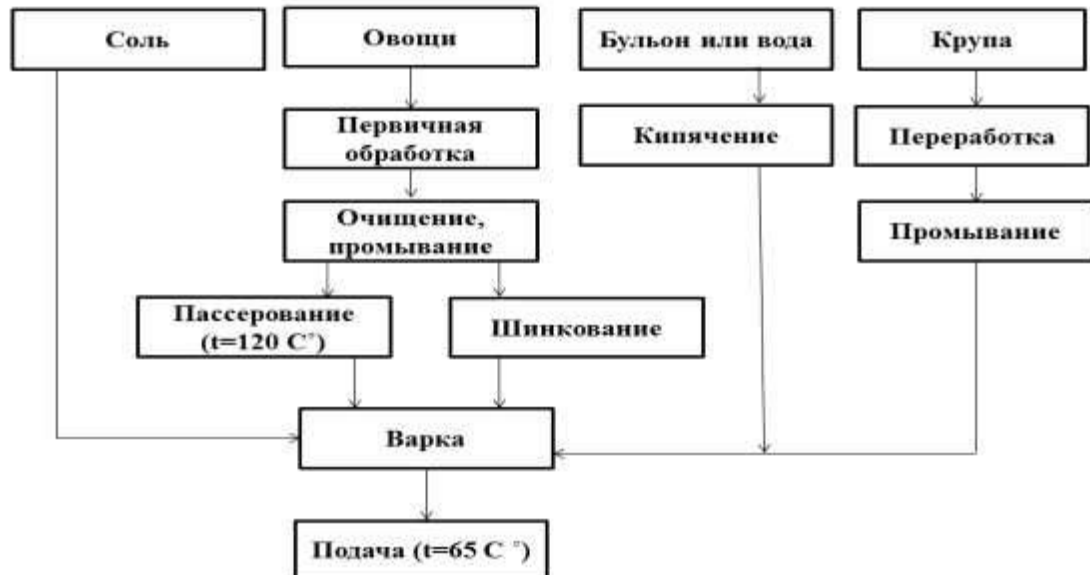 Соль
Овощи
Бульон или вода
Крупа
Первичная
обработка
Кипячение
Переработка
Очищение,
промывание
Промывание
Пассерование
(t=120 C˚)
Шинкование
Варка
Подача (t=65 C ˚)